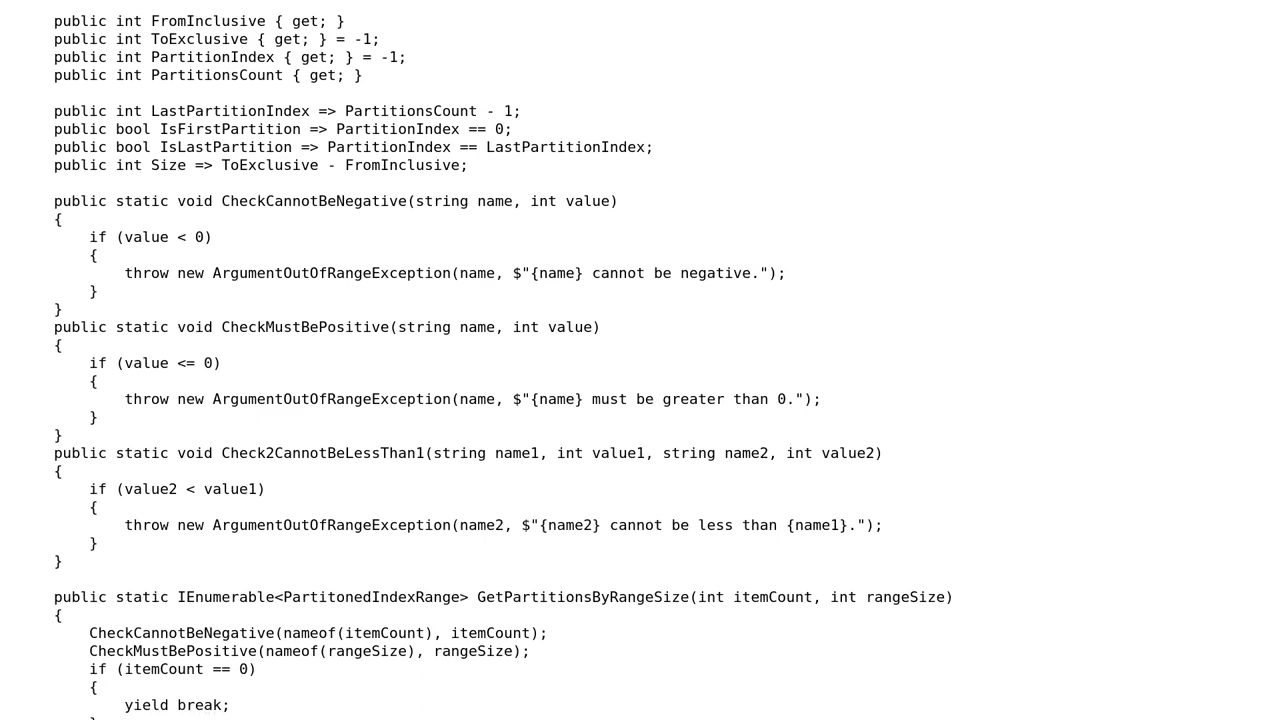 public int FromInclusive { get; }
public int ToExclusive { get; } = -1;
public int PartitionIndex { get; } = -1;
public int PartitionsCount { get; }

public int LastPartitionIndex => PartitionsCount - 1;
public bool IsFirstPartition => PartitionIndex == 0;
public bool IsLastPartition => PartitionIndex == LastPartitionIndex;
public int Size => ToExclusive - FromInclusive;

public static void CheckCannotBeNegative(string name, int value)
{
    if (value < 0)
    {
        throw new ArgumentOutOfRangeException(name, $"{name} cannot be negative.");
    }
}
public static void CheckMustBePositive(string name, int value)
{
    if (value <= 0)
    {
        throw new ArgumentOutOfRangeException(name, $"{name} must be greater than 0.");
    }
}
public static void Check2CannotBeLessThan1(string name1, int value1, string name2, int value2)
{
    if (value2 < value1)
    {
        throw new ArgumentOutOfRangeException(name2, $"{name2} cannot be less than {name1}.");
    }
}

public static IEnumerable<PartitonedIndexRange> GetPartitionsByRangeSize(int itemCount, int rangeSize)
{
    CheckCannotBeNegative(nameof(itemCount), itemCount);
    CheckMustBePositive(nameof(rangeSize), rangeSize);
    if (itemCount == 0)
    {
        yield break;